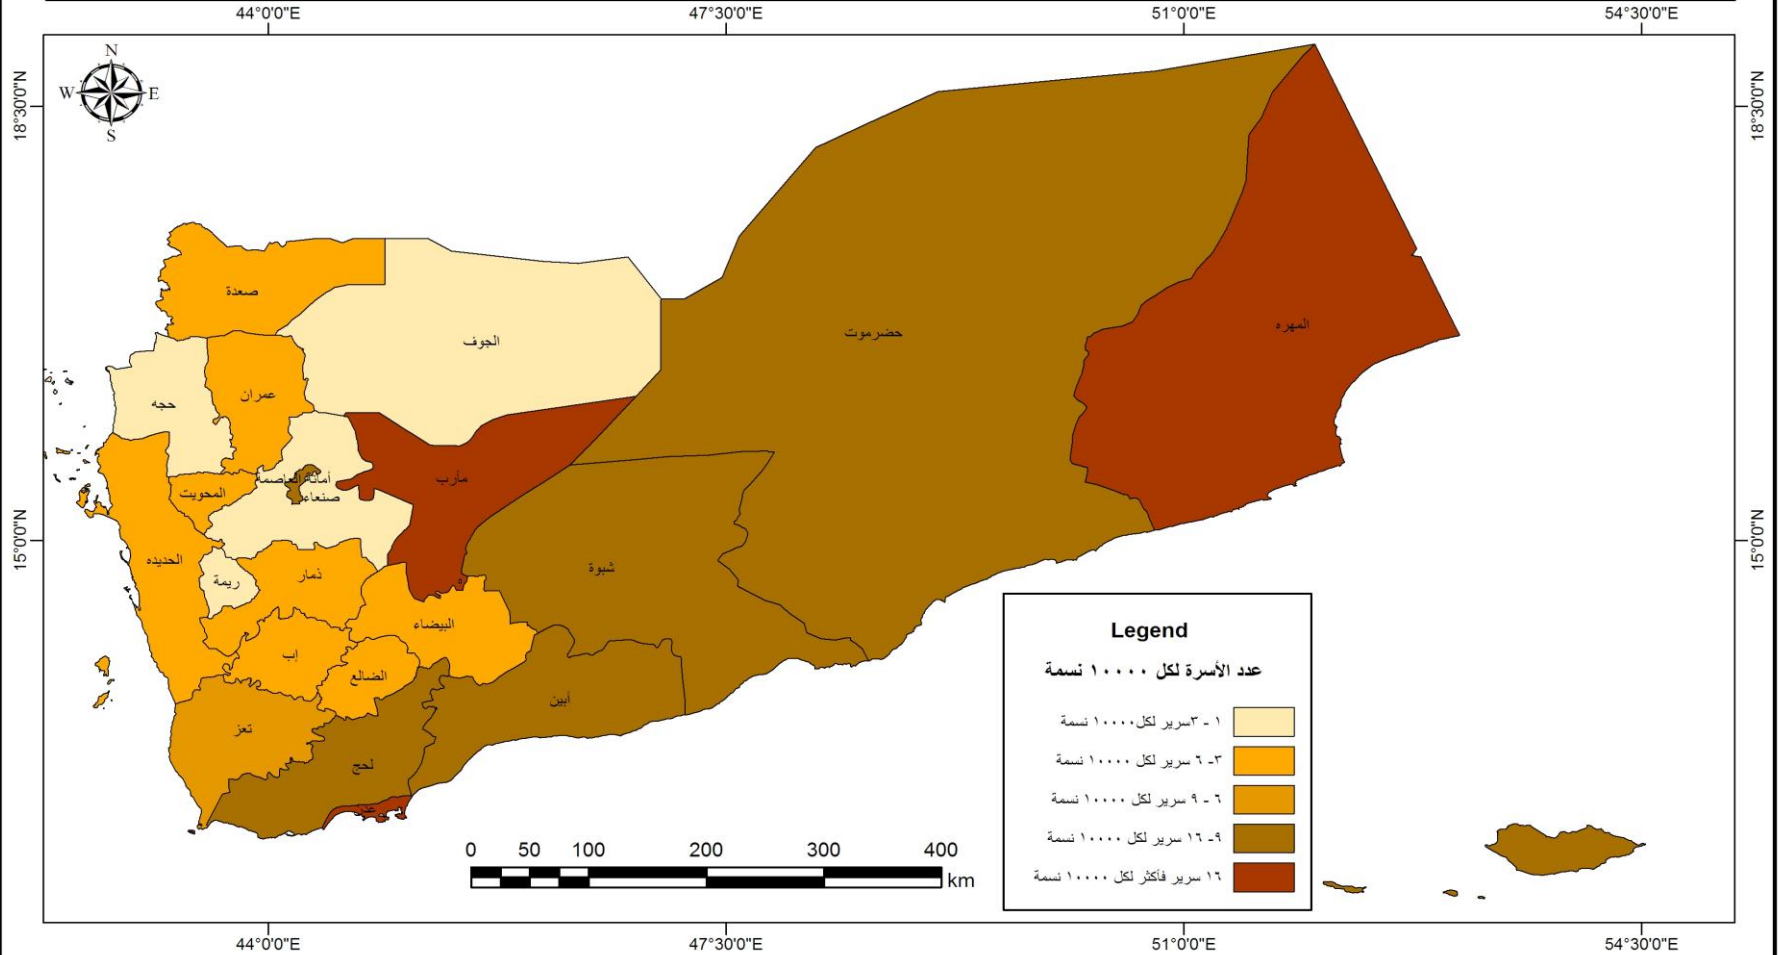 44°0'0"E 47°30'0"E 51°0'0"E 54°30'0"E
N
W E
S
18°30'0"N 18°30'0"N
صعدة
حضرموت
المهره
الجوف
عمران
حجه
أمانة العاصمة
مأرب
المحويت
صنعاء
15°0'0"N 15°0'0"N
الحديده
شبوة
ذمار
ريمة
البيضاء
إب
الضالع
أبين
تعز
لحج
عدن
Legend
عدد الأسرة لكل ١٠٠٠٠ نسمة
١ - ٣سرير لكل١٠٠٠٠ نسمة
٣- ٦ سرير لكل ١٠٠٠٠ نسمة
٦ - ٩ سرير لكل ١٠٠٠٠ نسمة
٩- ١٦ سرير لكل ١٠٠٠٠ نسمة
١٦ سرير فأكثر لكل ١٠٠٠٠ نسمة
0 50 100 200 300 400
km
44°0'0"E 47°30'0"E 51°0'0"E 54°30'0"E